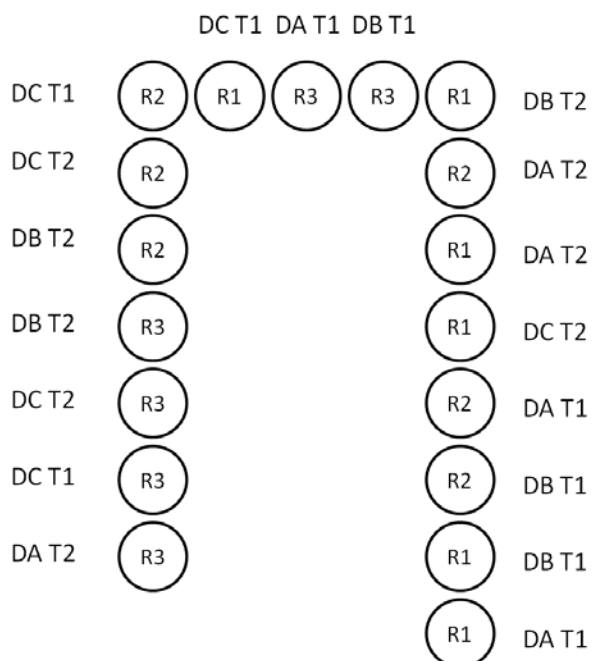 DC T1 DA T1 DB T1
DC T1 R2 R1 R3 R3 R1 DB T2
DC T2 R2 R2 DA T2
DB T2 R2 R1 DA T2
DB T2 R3 R1 DC T2
DC T2 R3 R2 DA T1
DC T1 R3 R2 DB T1
DA T2 R3 R1 DB T1
R1 DA T1